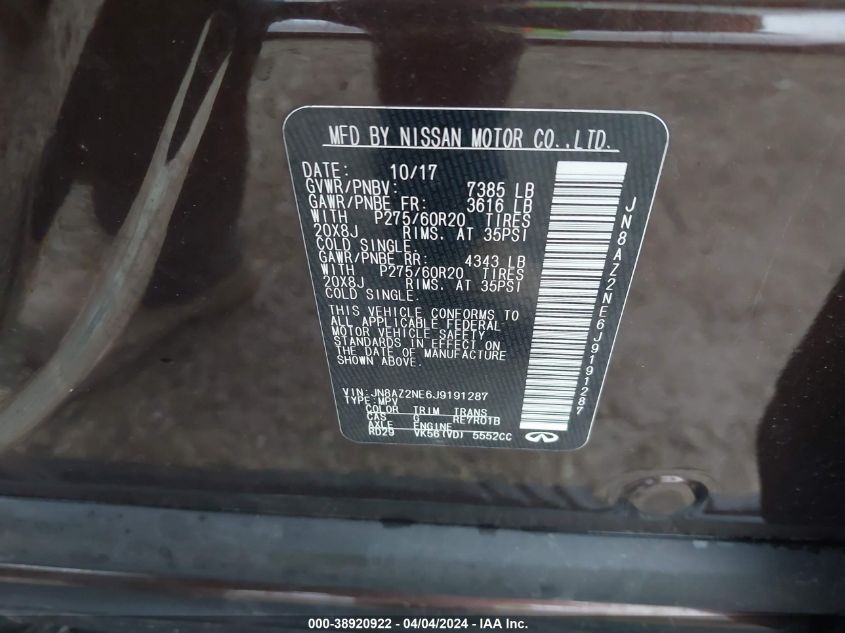 MFD BY NISSAN MOTOR CO.,LTD.
DATE: 10/17
GVWR/PNBV: 7385 LB
GAWR/PNBE FR: 3616 LB
WITH P275/60R20 TIRES
20X8J RIMS. AT 35PSI
COLD SINGLE.
GAWR/PNBE RR: 4343 LB
WITH P275/60R20 TIRES
20X8J RIMS. AT 35PSI
COLD SINGLE.
THIS VEHICLE CONFORMS TO
ALL APPLICABLE FEDERAL
MOTOR VEHICLE SAFETY
STANDARDS IN EFFECT ON
THE DATE OF MANUFACTURE
SHOWN ABOVE.
VIN: JN8AZ2NE6J9191287
TYPE: MPV
COLOR TRIM TRANS
CAS G RE7R01B
AXLE ENGINE
RD29 VK56(VD) 5552CC
JN8AZ2NE6J9191287
000-38920922 - 04/04/2024 - IAA Inc.